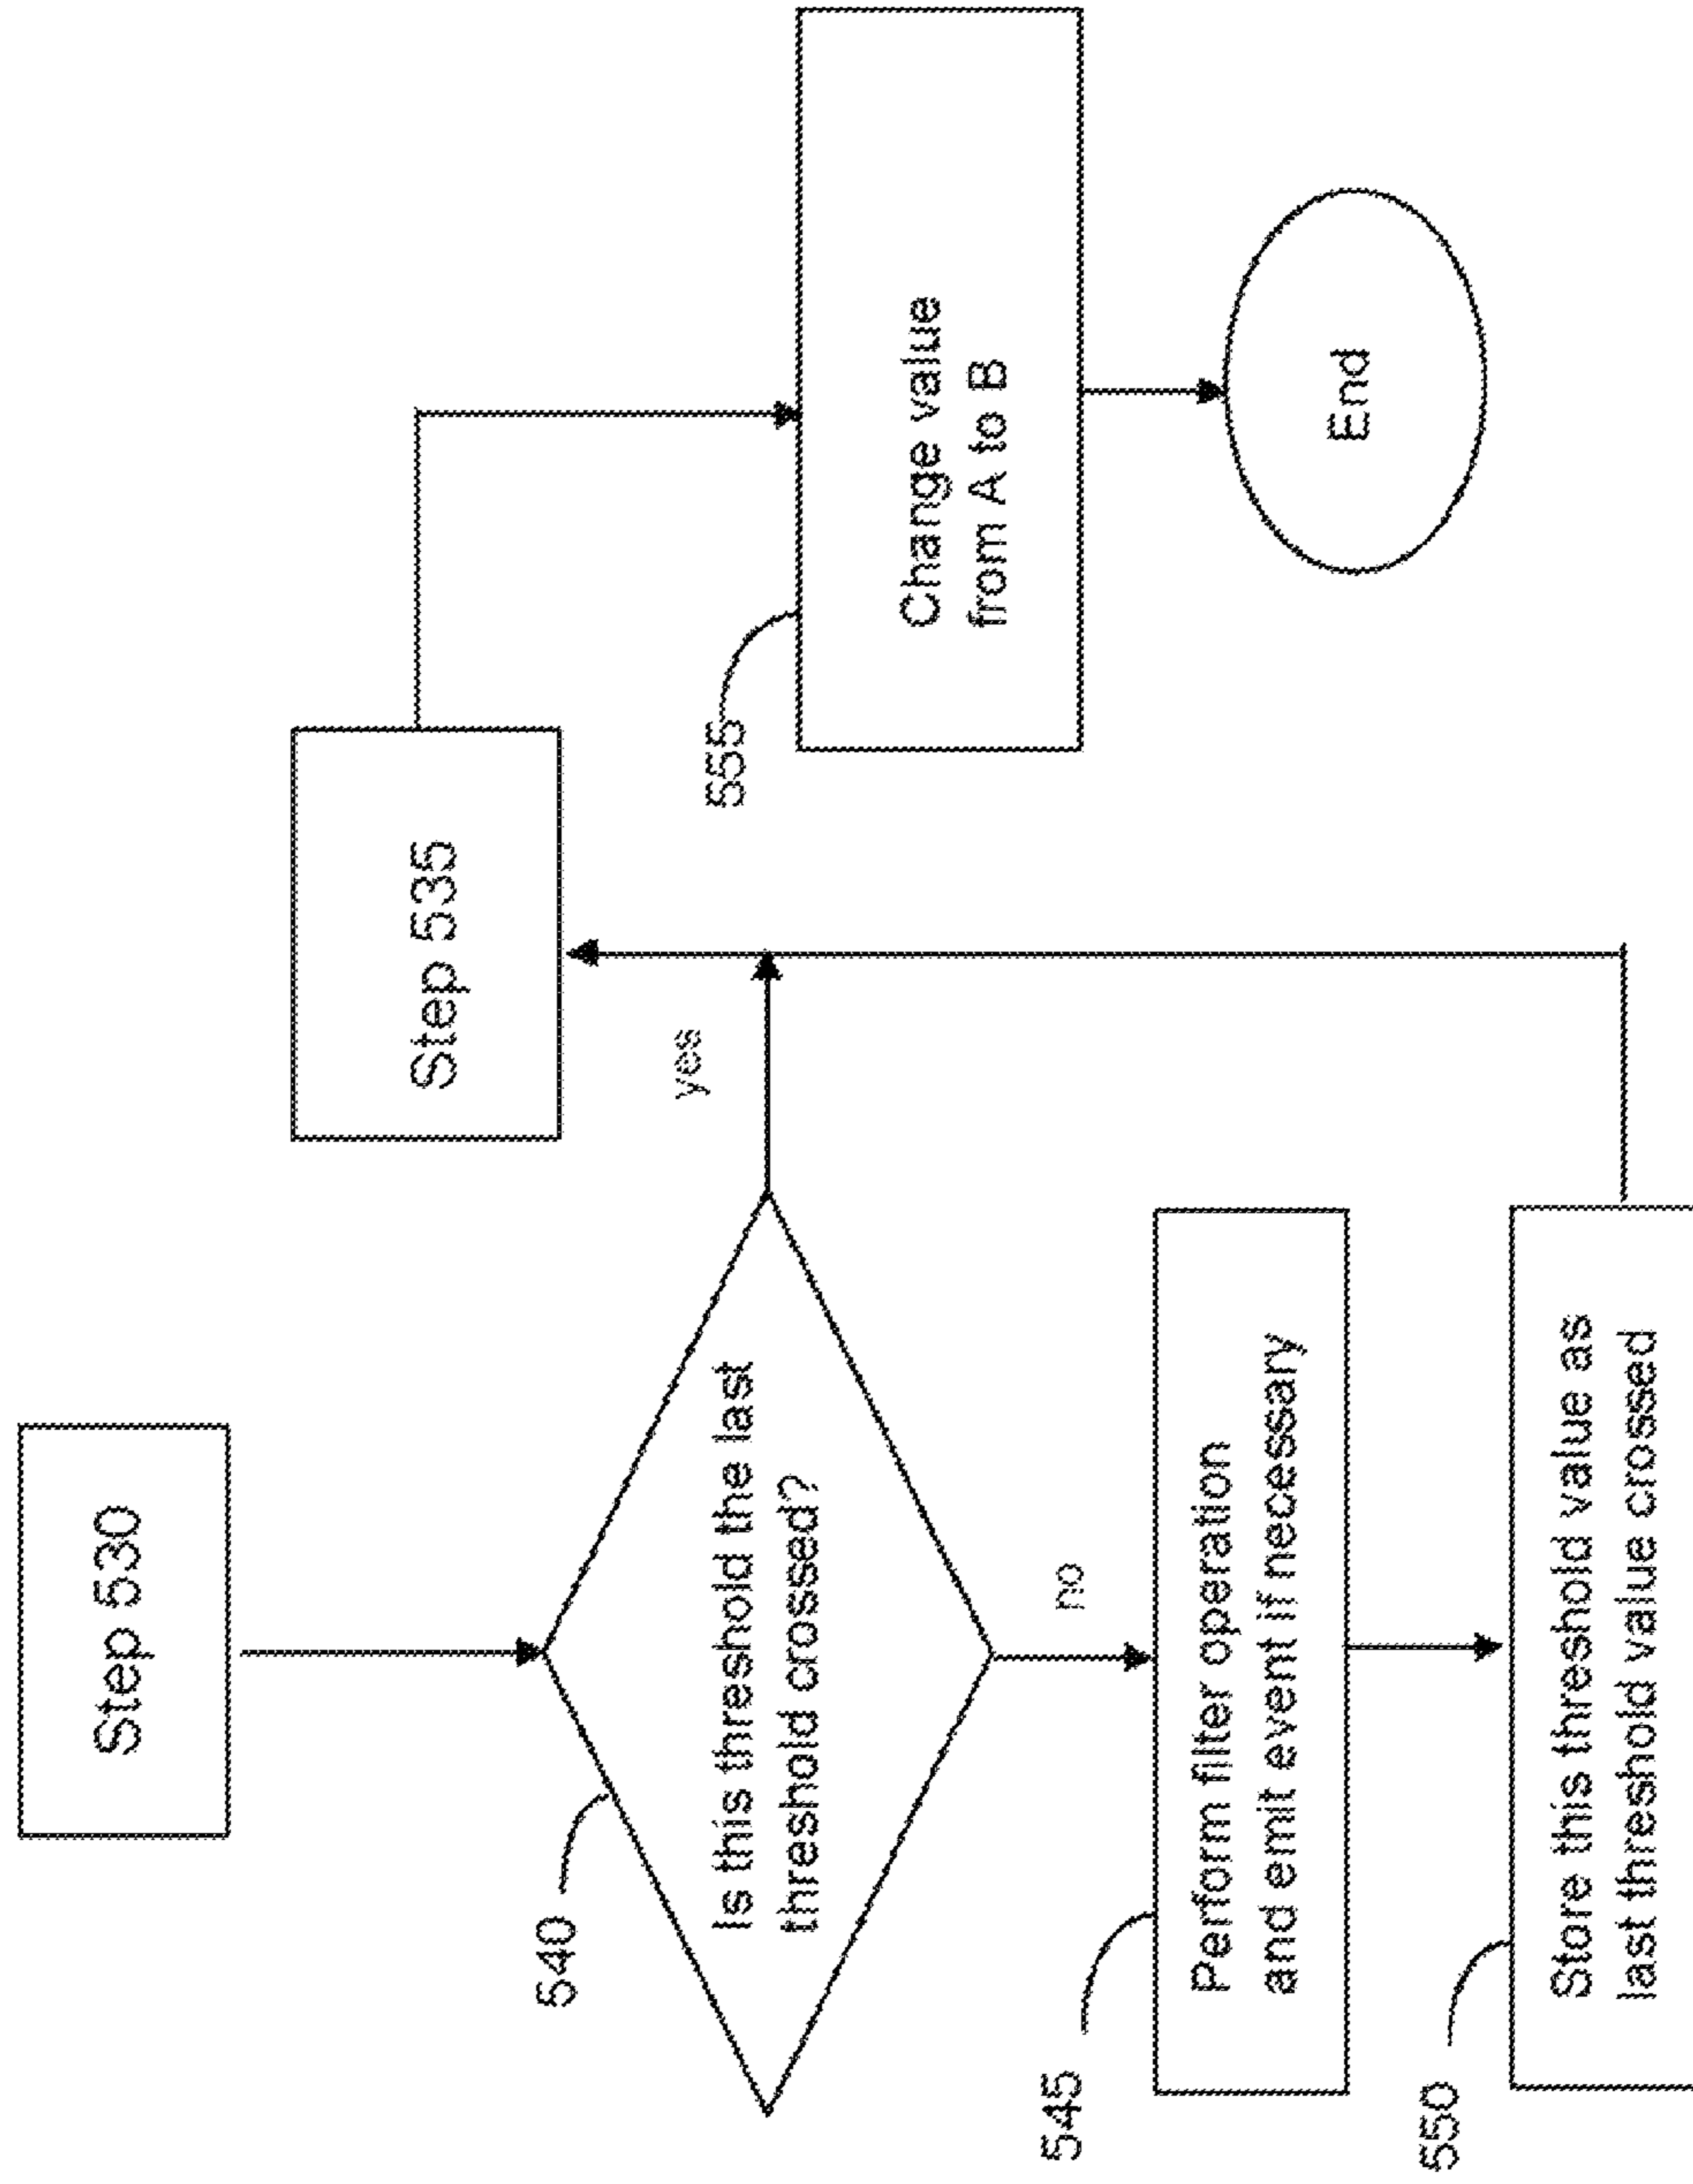 Step 530
540
Is this threshold the last
threshold crossed?
yes
no
545
Perform filter operation
and emit event if necessary
550
Store this threshold value as
last threshold value crossed
Step 535
555
Change value
from A to B
End